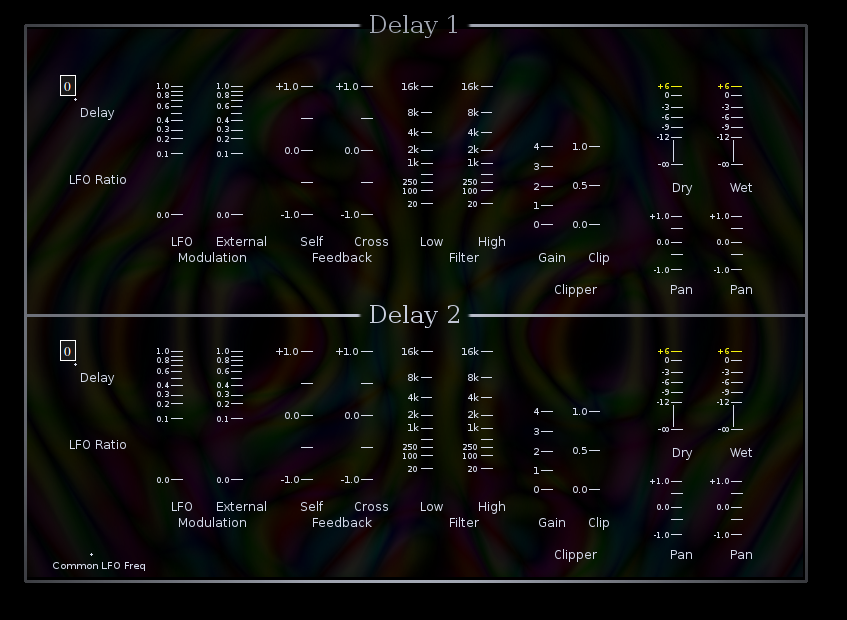 Delay 1
0 1.0 1.0 +1.0 +1.0 16k 16k +6 +6
0.8 0.8 0 0
0.6 0.6 8k 8k -3 -3
Delay 0.4 0.4 4k 4k -6 -6
0.3 0.3 -9 -9
0.2 0.2 -12 -12
0.1 0.1 0.0 0.0 2k 2k 4 1.0
1k 1k 3 -∞ -∞
LFO Ratio 250 250 2 0.5 Dry Wet
100 100
20 20 1
0.0 0.0 -1.0 -1.0 0 0.0 +1.0 +1.0
LFO External Self Cross Low High 0.0 0.0
Modulation Feedback Filter Gain Clip -1.0 -1.0
Clipper Pan Pan
Delay 2
0 1.0 1.0 +1.0 +1.0 16k 16k +6 +6
0.8 0.8 0 0
0.6 0.6 8k 8k -3 -3
Delay 0.4 0.4 4k 4k -6 -6
0.3 0.3 -9 -9
0.2 0.2 -12 -12
0.1 0.1 0.0 0.0 2k 2k 4 1.0
1k 1k 3 -∞ -∞
LFO Ratio 250 250 2 0.5 Dry Wet
100 100
20 20 1
0.0 0.0 -1.0 -1.0 0 0.0 +1.0 +1.0
LFO External Self Cross Low High 0.0 0.0
Modulation Feedback Filter Gain Clip -1.0 -1.0
Clipper Pan Pan
Common LFO Freq